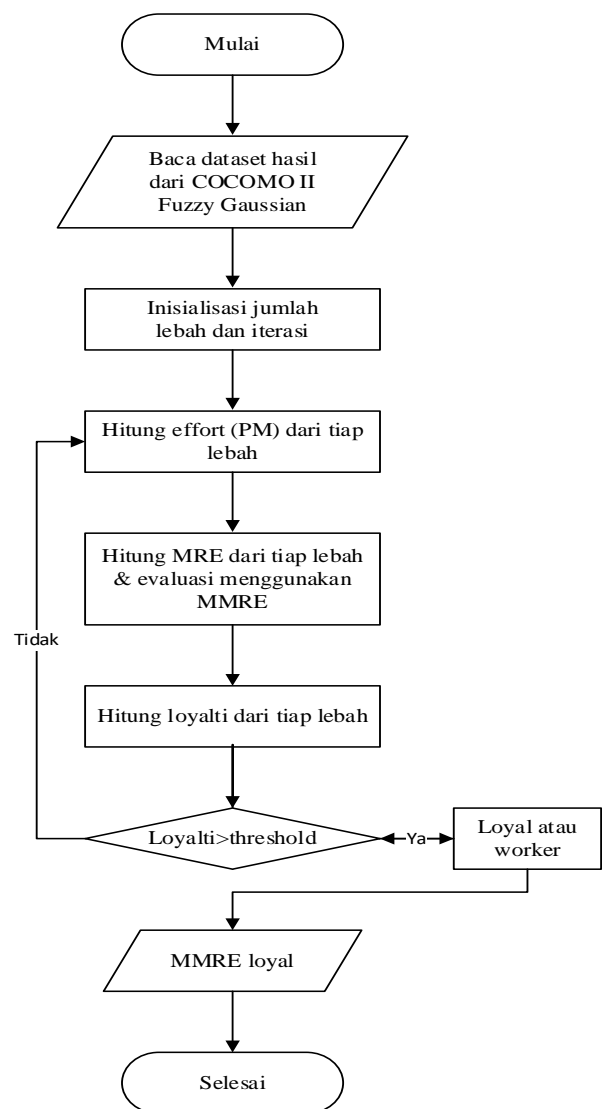 Mulai
Baca dataset hasil
dari COCOMO II
Fuzzy Gaussian
Inisialisasi jumlah
lebah dan iterasi
Hitung effort (PM) dari tiap
lebah
Hitung MRE dari tiap lebah
& evaluasi menggunakan
MMRE
Tidak
Hitung loyalti dari tiap lebah
Loyalti>threshold
Ya
Loyal atau
worker
MMRE loyal
Selesai